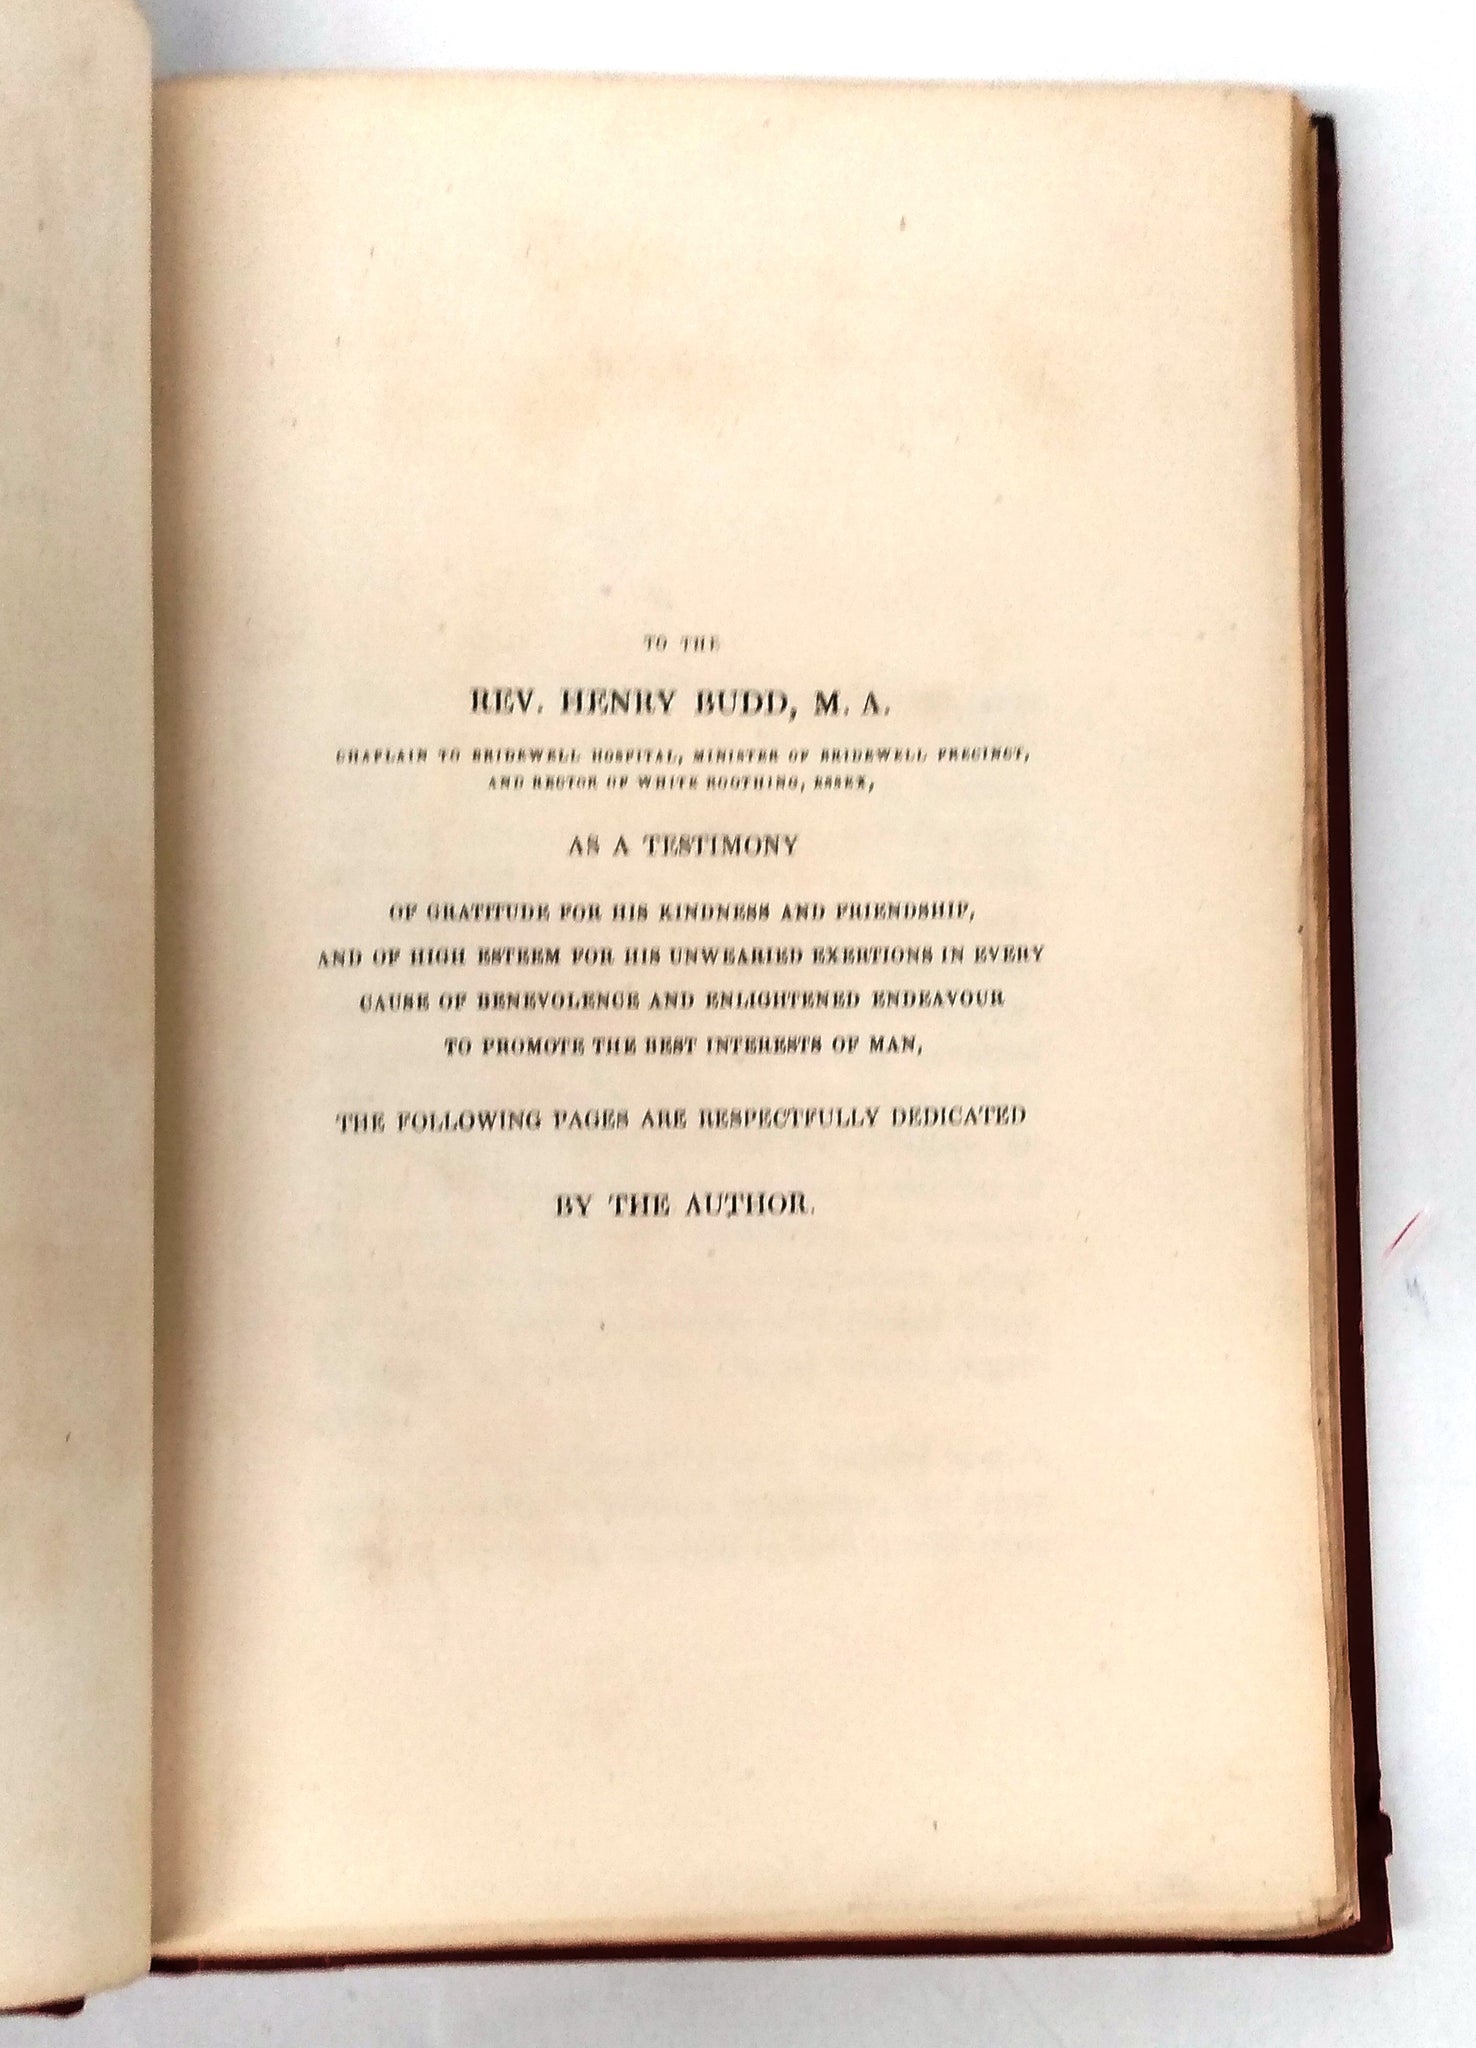 TO THE
REV. HENRY BUDD, M. A.
CHAPLAIN TO BRIDEWELL HOSPITAL, MINISTER OF BRIDEWELL PRECINCT,
AND RECTOR OF WHITE ROOTHING, ESSEX,
AS A TESTIMONY
OF GRATITUDE FOR HIS KINDNESS AND FRIENDSHIP,
AND OF HIGH ESTEEM FOR HIS UNWEARIED EXERTIONS IN EVERY
CAUSE OF BENEVOLENCE AND ENLIGHTENED ENDEAVOUR
TO PROMOTE THE BEST INTERESTS OF MAN,
THE FOLLOWING PAGES ARE RESPECTFULLY DEDICATED
BY THE AUTHOR.